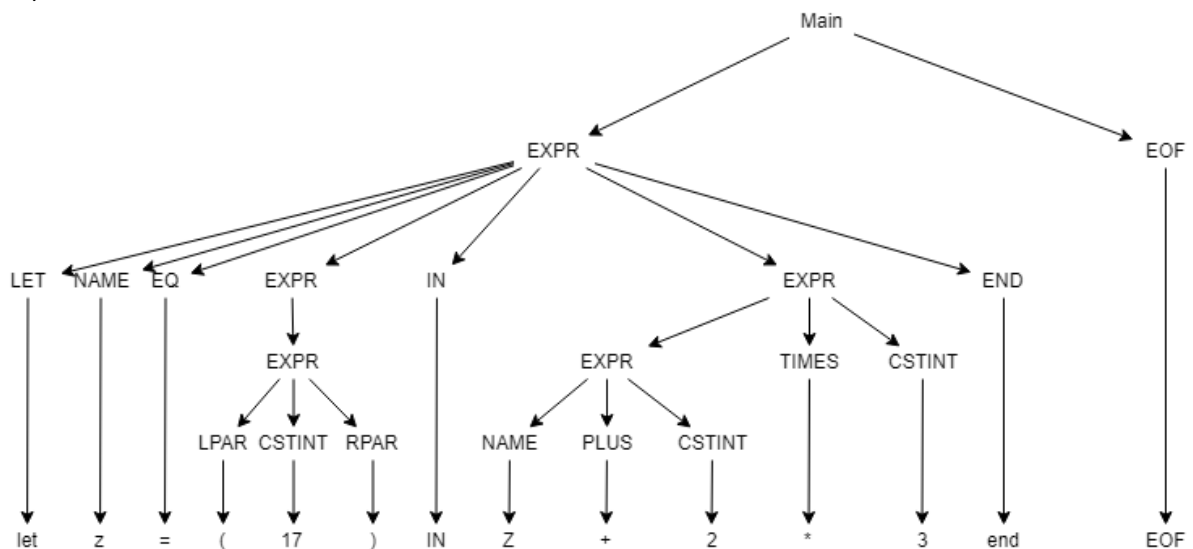 Main
EXPR EOF
LET NAME EQ EXPR IN EXPR END
EXPR EXPR TIMES CSTINT
LPAR CSTINT RPAR NAME PLUS CSTINT
let z = ( 17 ) IN Z + 2 * 3 end EOF